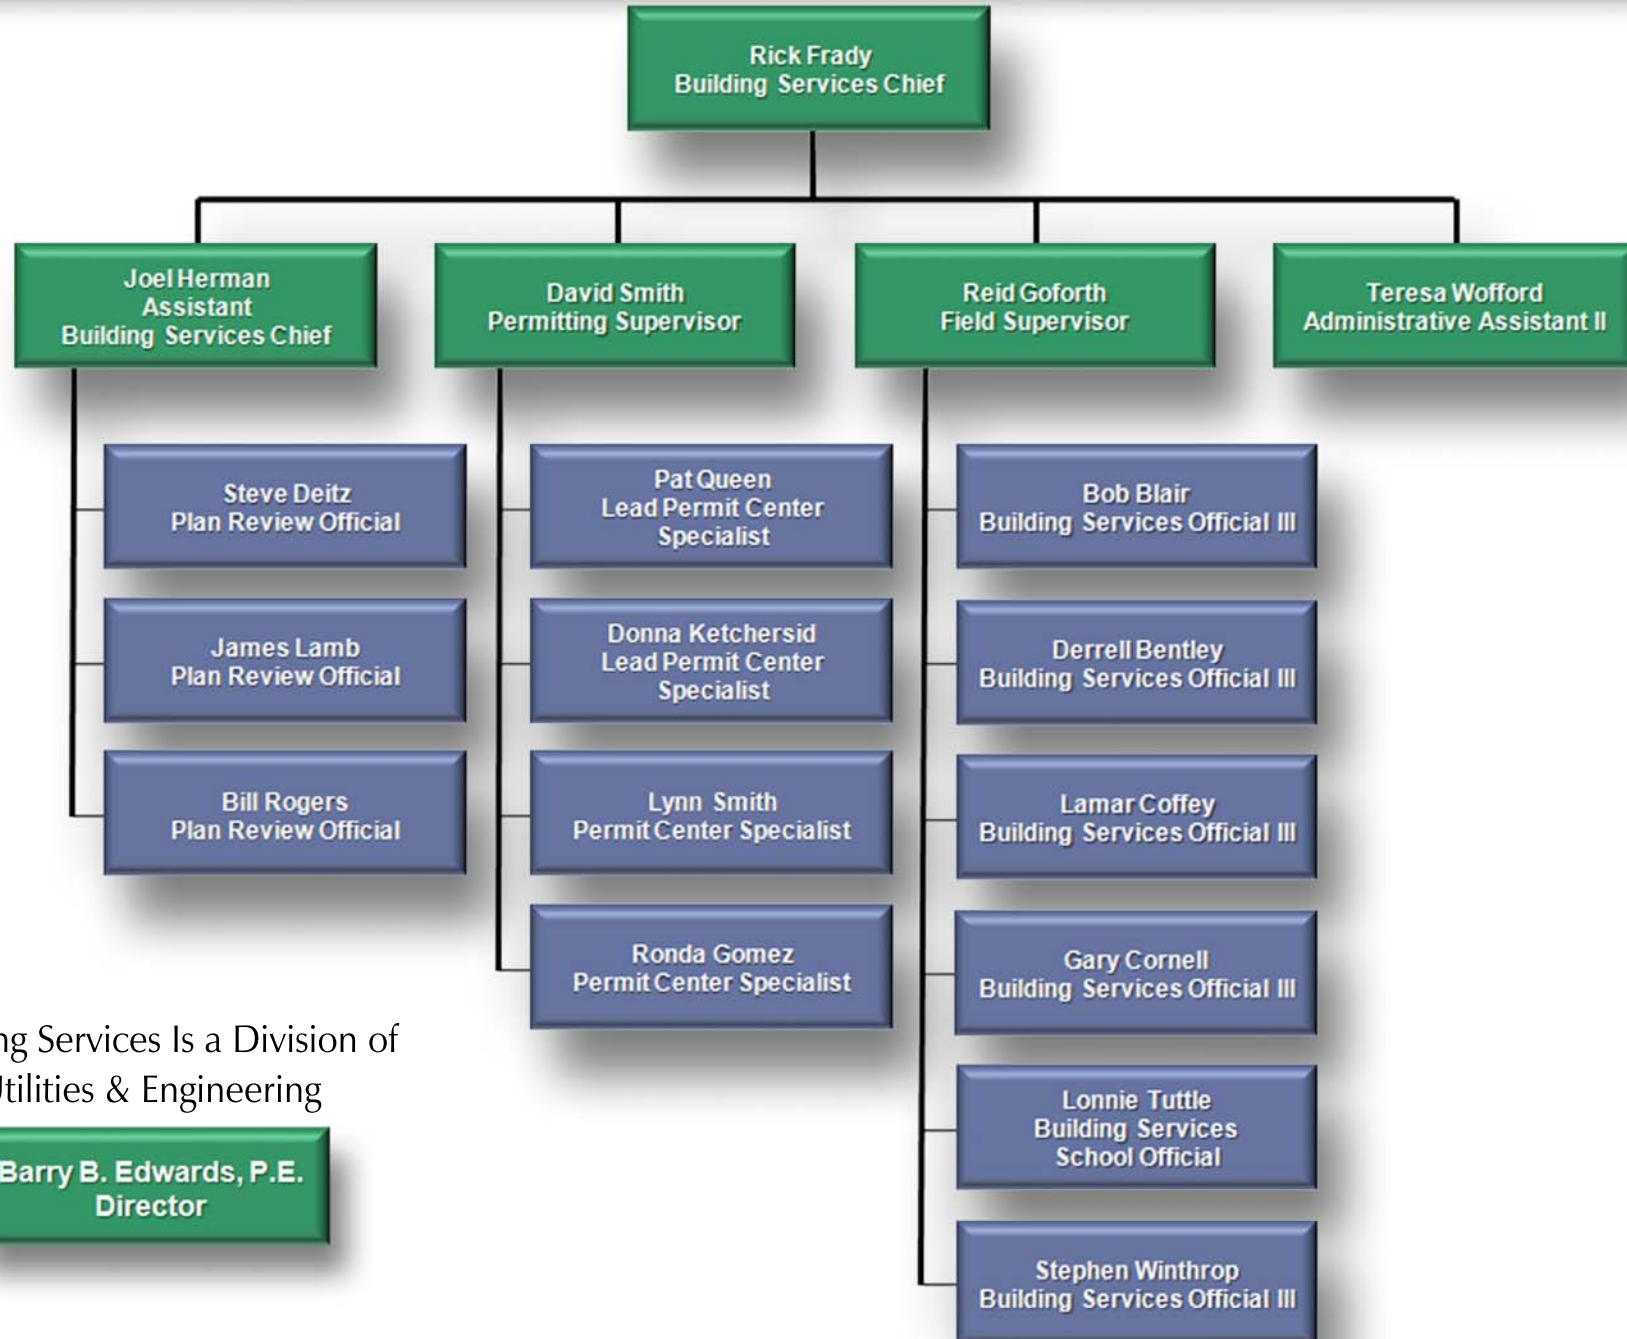 Rick Frady
Building Services Chief
Joel Herman
Assistant
Building Services Chief
David Smith
Permitting Supervisor
Reid Goforth
Field Supervisor
Teresa Wofford
Administrative Assistant II
Steve Deitz
Plan Review Official
James Lamb
Plan Review Official
Bill Rogers
Plan Review Official
Pat Queen
Lead Permit Center
Specialist
Donna Ketchersid
Lead Permit Center
Specialist
Lynn Smith
Permit Center Specialist
Ronda Gomez
Permit Center Specialist
Bob Blair
Building Services Official III
Derrell Bentley
Building Services Official III
Lamar Coffey
Building Services Official III
Gary Cornell
Building Services Official III
Lonnie Tuttle
Building Services
School Official
Stephen Winthrop
Building Services Official III
ng Services Is a Division of
Utilities & Engineering
Barry B. Edwards, P.E.
Director